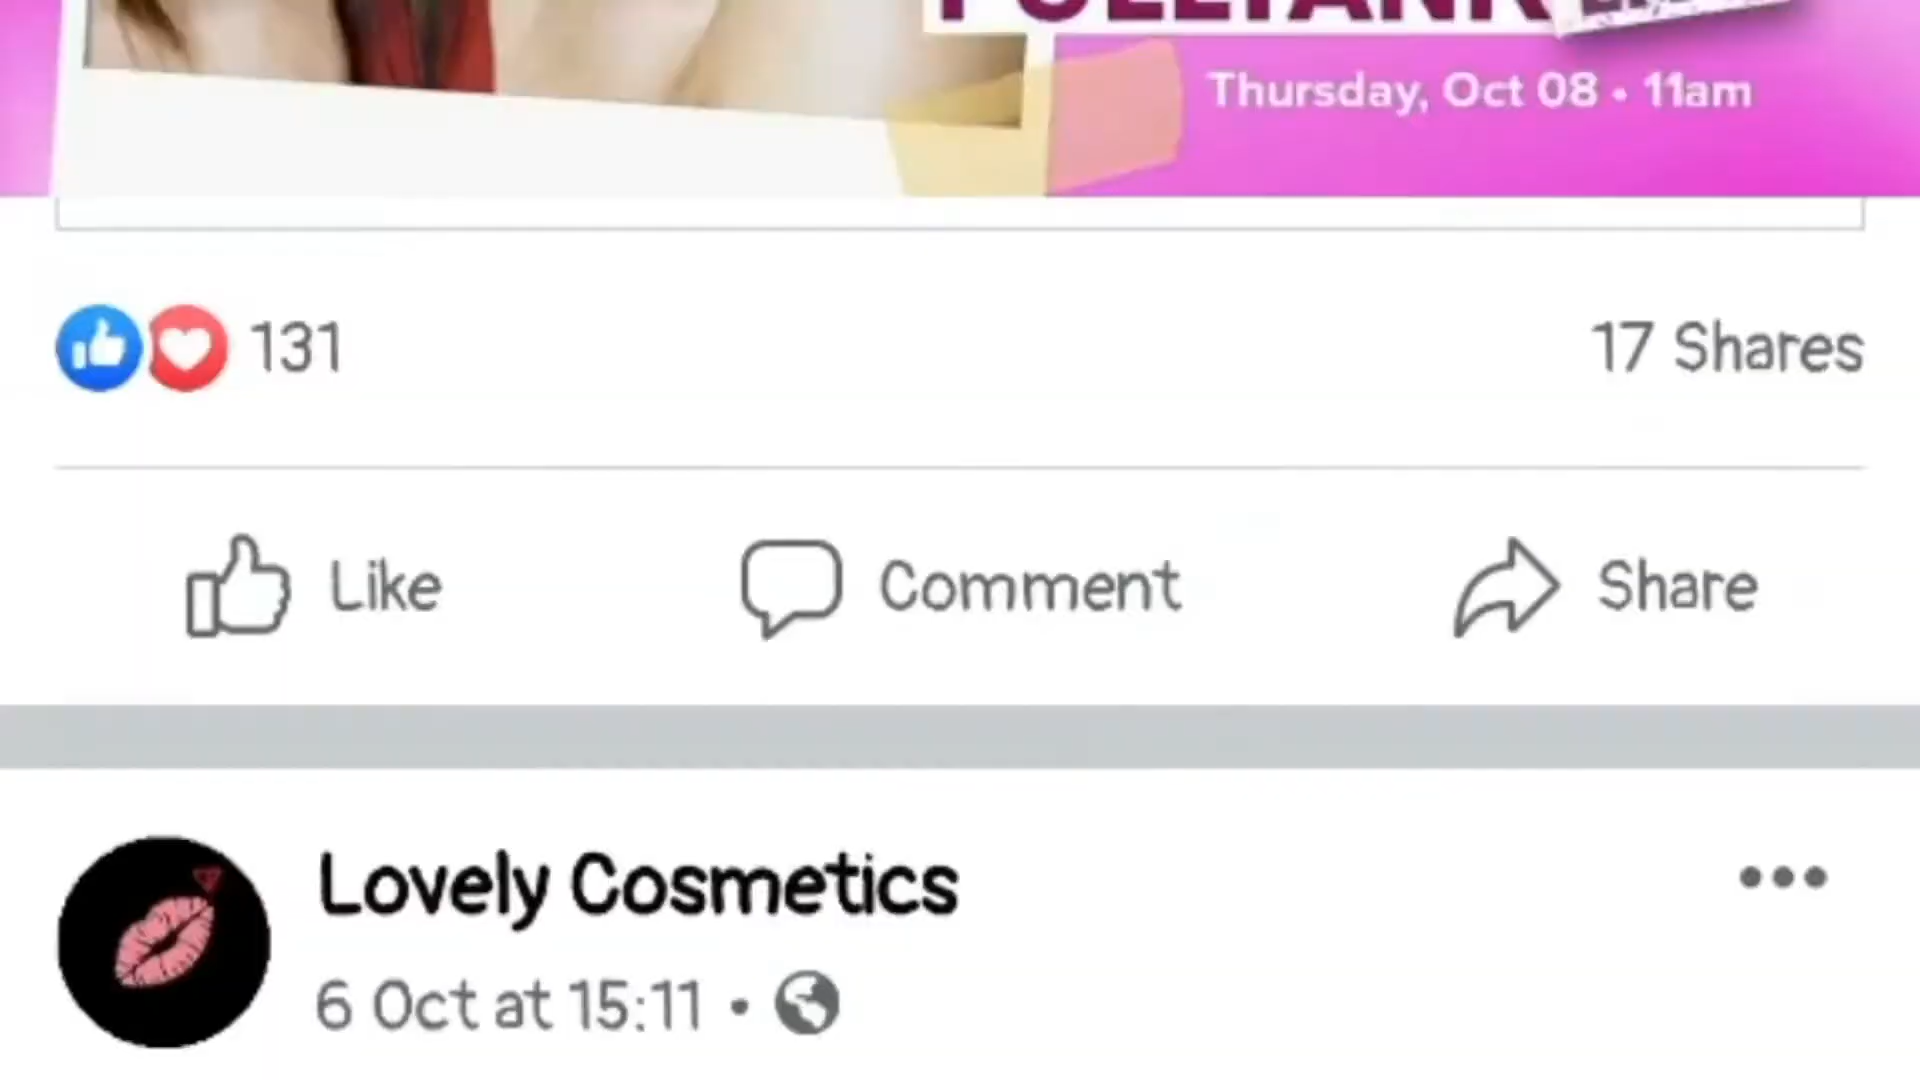 Thursday, Oct 08 • 11am
131
17 Shares
Like
Comment
Share
Lovely Cosmetics
6 Oct at 15:11 •